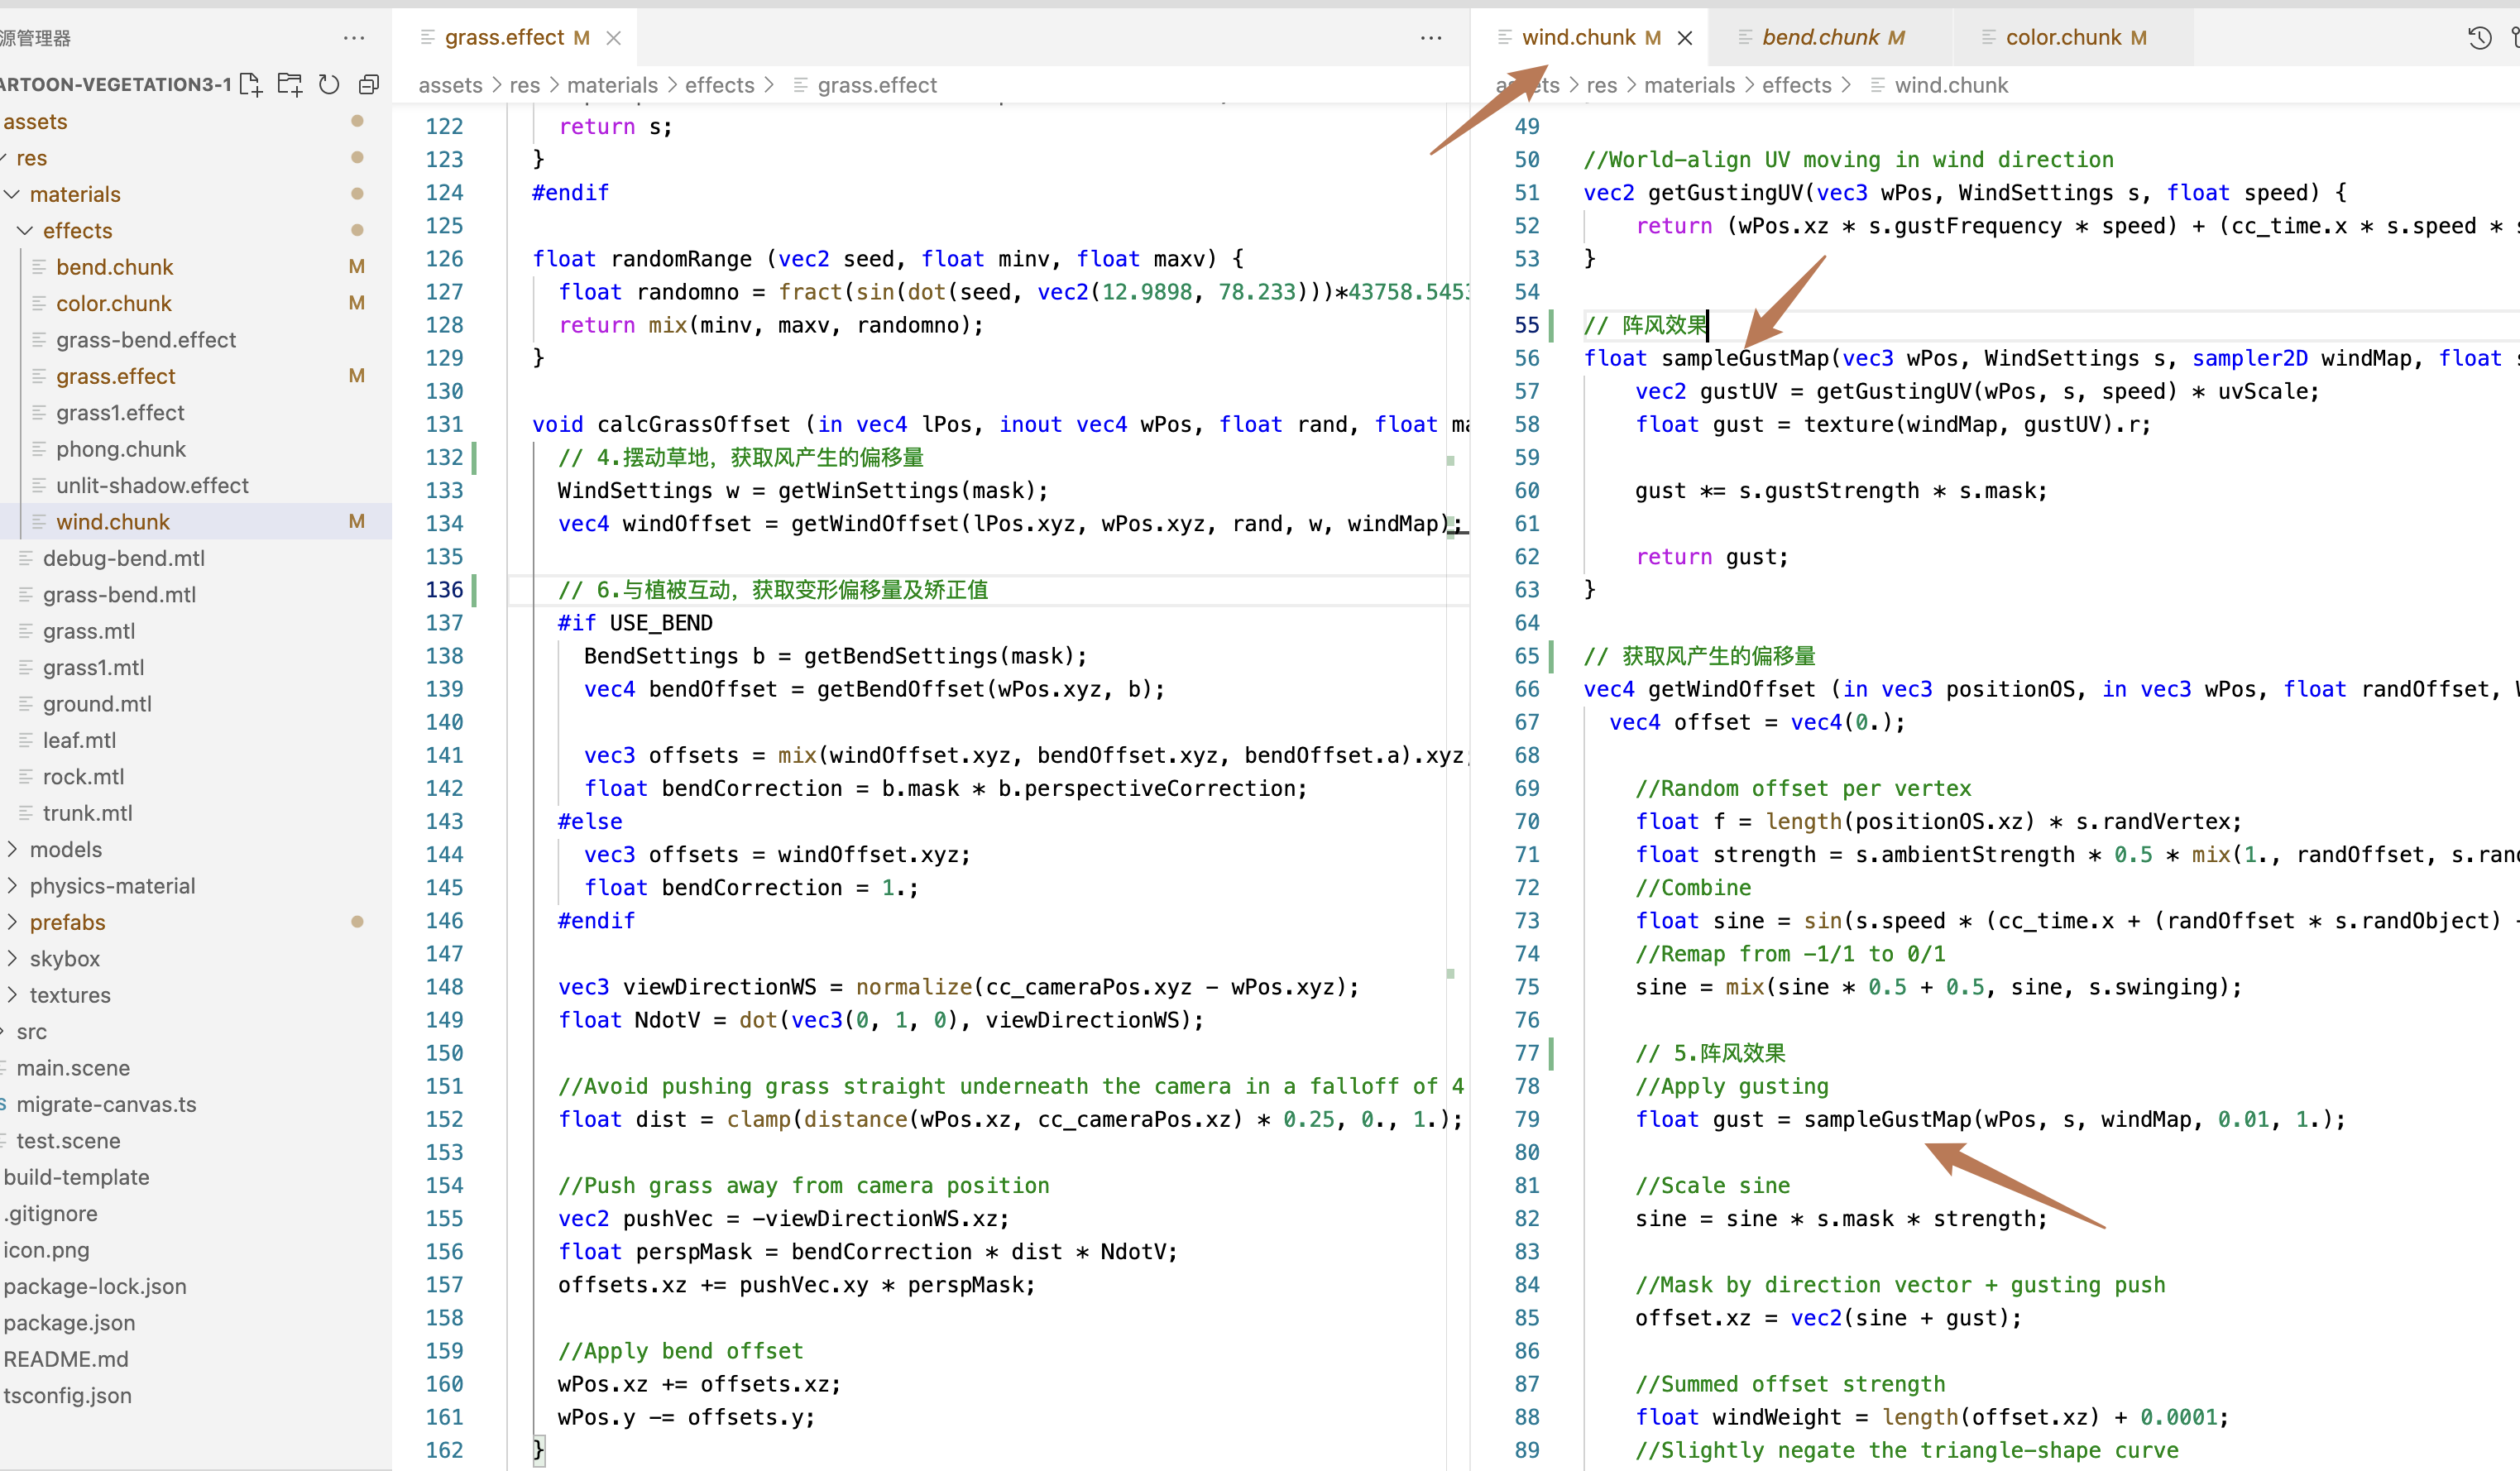 源管理器
ARTOON-VEGETATION3-1
assets
res
materials
effects
bend.chunk M
color.chunk M
grass-bend.effect
grass.effect M
grass1.effect
phong.chunk
unlit-shadow.effect
wind.chunk M
debug-bend.mtl
grass-bend.mtl
grass.mtl
grass1.mtl
ground.mtl
leaf.mtl
rock.mtl
trunk.mtl
models
physics-material
prefabs
skybox
textures
src
main.scene
migrate-canvas.ts
test.scene
build-template
.gitignore
icon.png
package-lock.json
package.json
README.md
tsconfig.json
grass.effect M
assets > res > materials > effects > grass.effect
122 return s;
123 }
124 #endif
125
126 float randomRange (vec2 seed, float minv, float maxv) {
127 float randomno = fract(sin(dot(seed, vec2(12.9898, 78.233)))*43758.545
128 return mix(minv, maxv, randomno);
129 }
130
131 void calcGrassOffset (in vec4 lPos, inout vec4 wPos, float rand, float ma
132 // 4.摆动草地，获取风产生的偏移量
133 WindSettings w = getWinSettings(mask);
134 vec4 windOffset = getWindOffset(lPos.xyz, wPos.xyz, rand, w, windMap);
135
136 // 6.与植被互动，获取变形偏移量及矫正值
137 #if USE_BEND
138 BendSettings b = getBendSettings(mask);
139 vec4 bendOffset = getBendOffset(wPos.xyz, b);
140
141 vec3 offsets = mix(windOffset.xyz, bendOffset.xyz, bendOffset.a).xyz
142 float bendCorrection = b.mask * b.perspectiveCorrection;
143 #else
144 vec3 offsets = windOffset.xyz;
145 float bendCorrection = 1.;
146 #endif
147
148 vec3 viewDirectionWS = normalize(cc_cameraPos.xyz - wPos.xyz);
149 float NdotV = dot(vec3(0, 1, 0), viewDirectionWS);
150
151 //Avoid pushing grass straight underneath the camera in a falloff of 4
152 float dist = clamp(distance(wPos.xz, cc_cameraPos.xz) * 0.25, 0., 1.);
153
154 //Push grass away from camera position
155 vec2 pushVec = -viewDirectionWS.xz;
156 float perspMask = bendCorrection * dist * NdotV;
157 offsets.xz += pushVec.xy * perspMask;
158
159 //Apply bend offset
160 wPos.xz += offsets.xz;
161 wPos.y -= offsets.y;
162 }
wind.chunk M bend.chunk M color.chunk M
assets > res > materials > effects > wind.chunk
49
50 //World-align UV moving in wind direction
51 vec2 getGustingUV(vec3 wPos, WindSettings s, float speed) {
52 return (wPos.xz * s.gustFrequency * speed) + (cc_time.x * s.speed * s
53 }
54
55 // 阵风效果
56 float sampleGustMap(vec3 wPos, WindSettings s, sampler2D windMap, float s
57 vec2 gustUV = getGustingUV(wPos, s, speed) * uvScale;
58 float gust = texture(windMap, gustUV).r;
59
60 gust *= s.gustStrength * s.mask;
61
62 return gust;
63 }
64
65 // 获取风产生的偏移量
66 vec4 getWindOffset (in vec3 positionOS, in vec3 wPos, float randOffset, W
67 vec4 offset = vec4(0.);
68
69 //Random offset per vertex
70 float f = length(positionOS.xz) * s.randVertex;
71 float strength = s.ambientStrength * 0.5 * mix(1., randOffset, s.ran
72 //Combine
73 float sine = sin(s.speed * (cc_time.x + (randOffset * s.randObject)
74 //Remap from -1/1 to 0/1
75 sine = mix(sine * 0.5 + 0.5, sine, s.swinging);
76
77 // 5.阵风效果
78 //Apply gusting
79 float gust = sampleGustMap(wPos, s, windMap, 0.01, 1.);
80
81 //Scale sine
82 sine = sine * s.mask * strength;
83
84 //Mask by direction vector + gusting push
85 offset.xz = vec2(sine + gust);
86
87 //Summed offset strength
88 float windWeight = length(offset.xz) + 0.0001;
89 //Slightly negate the triangle-shape curve